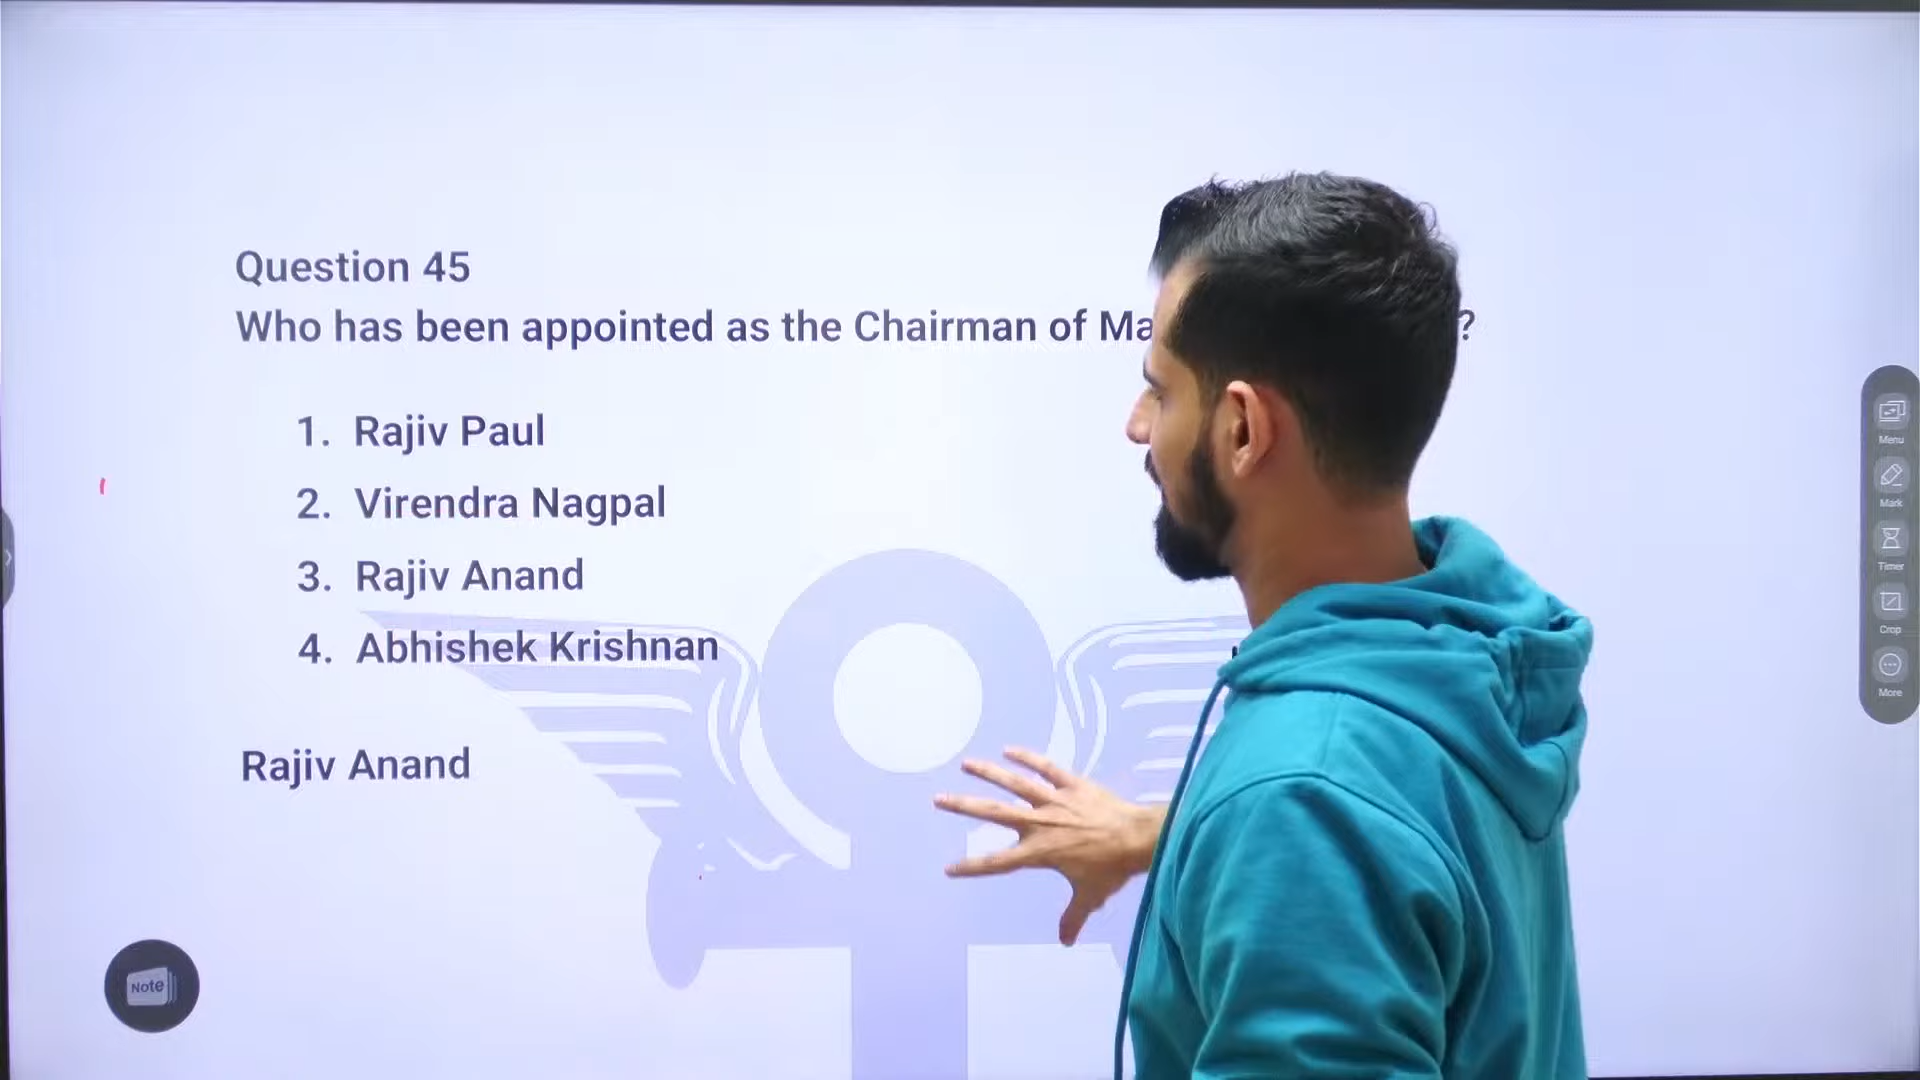 Question 45
Who has been appointed as the Chairman of Ma ?
1. Rajiv Paul
2. Virendra Nagpal
3. Rajiv Anand
4. Abhishek Krishnan
Rajiv Anand
Menu
Mark
Timer
Crop
More
Note